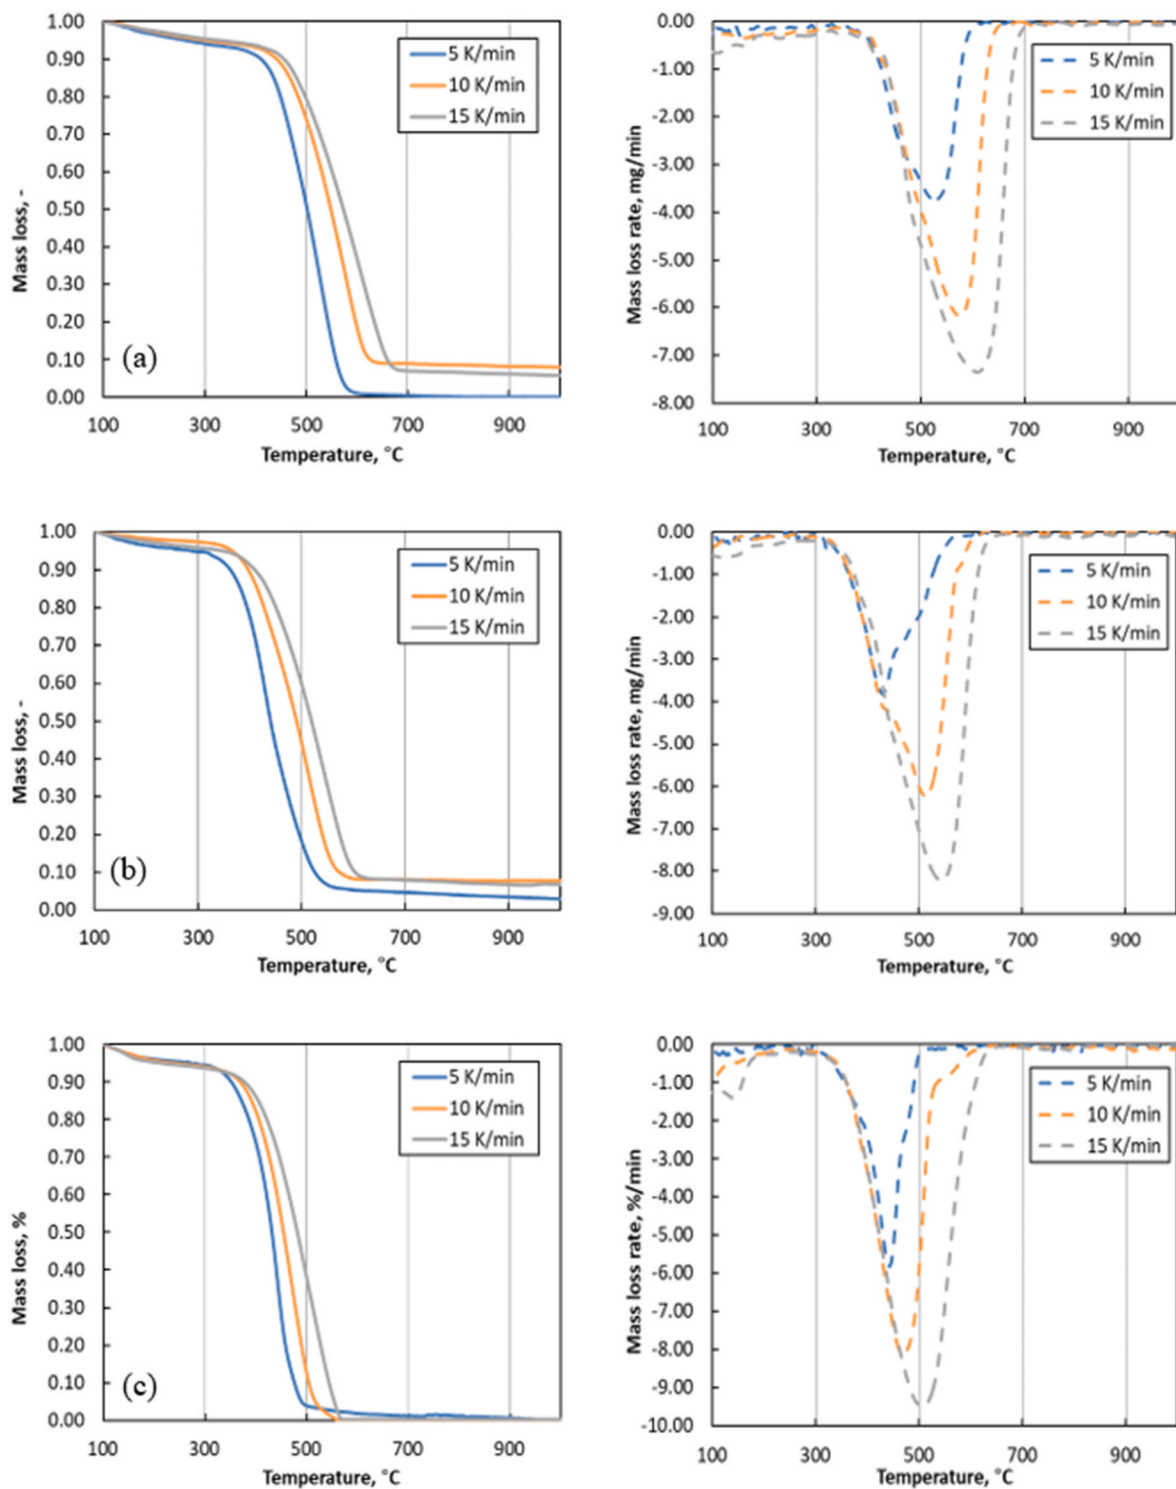 1.00
0.90
0.80
0.70
0.60
0.50
0.40
0.30
0.20
0.10
0.00
Mass loss, -
5 K/min
10 K/min
15 K/min
(a)
100 300 500 700 900
Temperature, °C
0.00
-1.00
-2.00
-3.00
-4.00
-5.00
-6.00
-7.00
-8.00
Mass loss rate, mg/min
5 K/min
10 K/min
15 K/min
100 300 500 700 900
Temperature, °C
1.00
0.90
0.80
0.70
0.60
0.50
0.40
0.30
0.20
0.10
0.00
Mass loss, -
5 K/min
10 K/min
15 K/min
(b)
100 300 500 700 900
Temperature, °C
0.00
-1.00
-2.00
-3.00
-4.00
-5.00
-6.00
-7.00
-8.00
-9.00
Mass loss rate, mg/min
5 K/min
10 K/min
15 K/min
100 300 500 700 900
Temperature, °C
1.00
0.90
0.80
0.70
0.60
0.50
0.40
0.30
0.20
0.10
0.00
Mass loss, %
5 K/min
10 K/min
15 K/min
(c)
100 300 500 700 900
Temperature, °C
0.00
-1.00
-2.00
-3.00
-4.00
-5.00
-6.00
-7.00
-8.00
-9.00
-10.00
Mass loss rate, %/min
5 K/min
10 K/min
15 K/min
100 300 500 700 900
Temperature, °C